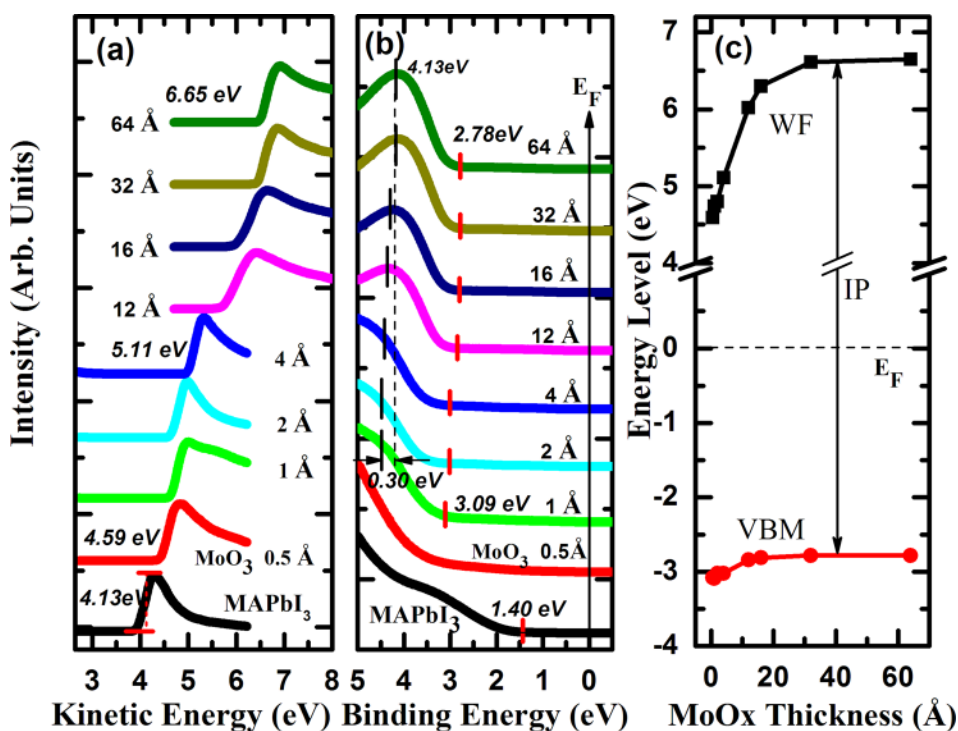 (a)
6.65 eV
64 Å
32 Å
16 Å
12 Å
5.11 eV
4 Å
2 Å
1 Å
4.59 eV
MoO3 0.5 Å
4.13eV
MAPbI3
3 4 5 6 7 8
Kinetic Energy (eV)
Intensity (Arb. Units)
(b)
4.13eV
EF
2.78eV
64 Å
32 Å
16 Å
12 Å
4 Å
2 Å
0.30 eV
3.09 eV
1 Å
MoO3 0.5Å
MAPbI3
1.40 eV
5 4 3 2 1 0
Binding Energy (eV)
(c)
7
6
5
4
0
-1
-2
-3
-4
WF
IP
EF
VBM
Energy Level (eV)
0 20 40 60
MoOx Thickness (Å)